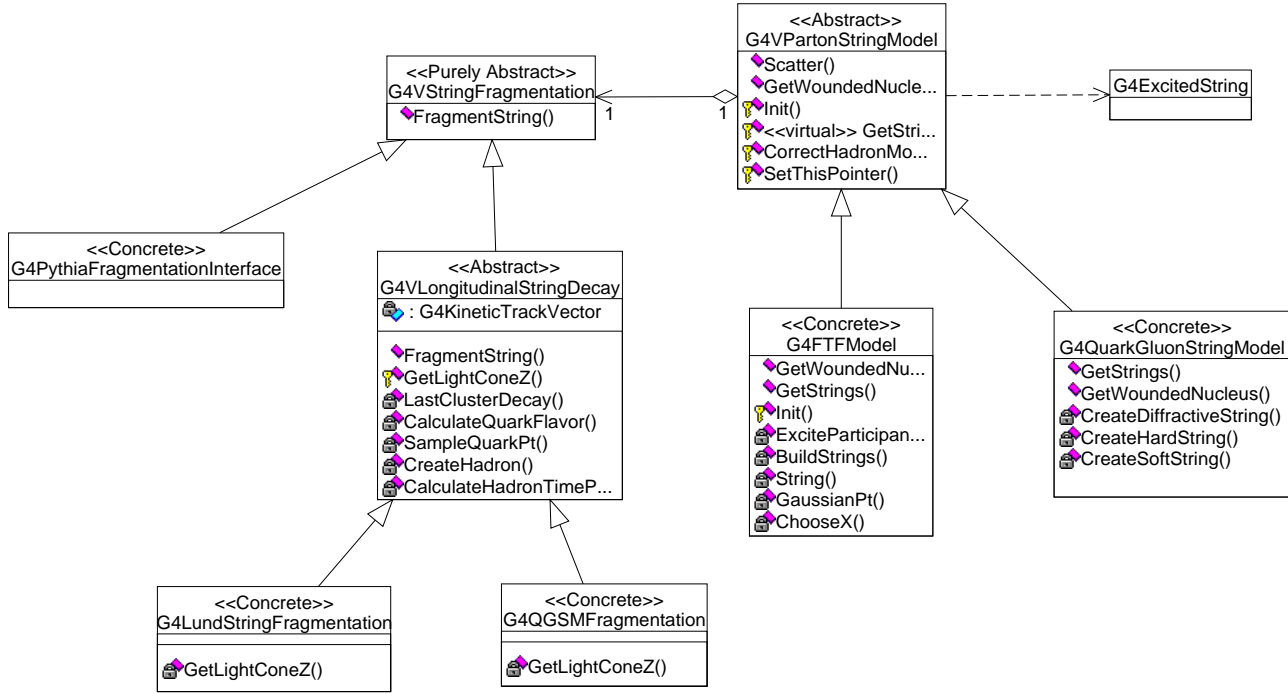 <<Purely Abstract>>
G4VStringFragmentation
FragmentString()
1
1
<<Abstract>>
G4VPartonStringModel
Scatter()
GetWoundedNucle...
Init()
<<virtual>> GetStri...
CorrectHadronMo...
SetThisPointer()
G4ExcitedString
<<Concrete>>
G4PythiaFragmentationInterface
<<Abstract>>
G4VLongitudinalStringDecay
: G4KineticTrackVector
FragmentString()
GetLightConeZ()
LastClusterDecay()
CalculateQuarkFlavor()
SampleQuarkPt()
CreateHadron()
CalculateHadronTimeP...
<<Concrete>>
G4FTFModel
GetWoundedNu...
GetStrings()
Init()
ExciteParticipan...
BuildStrings()
String()
GaussianPt()
ChooseX()
<<Concrete>>
G4QuarkGluonStringModel
GetStrings()
GetWoundedNucleus()
CreateDiffractiveString()
CreateHardString()
CreateSoftString()
<<Concrete>>
G4LundStringFragmentation
GetLightConeZ()
<<Concrete>>
G4QGSMFragmentation
GetLightConeZ()